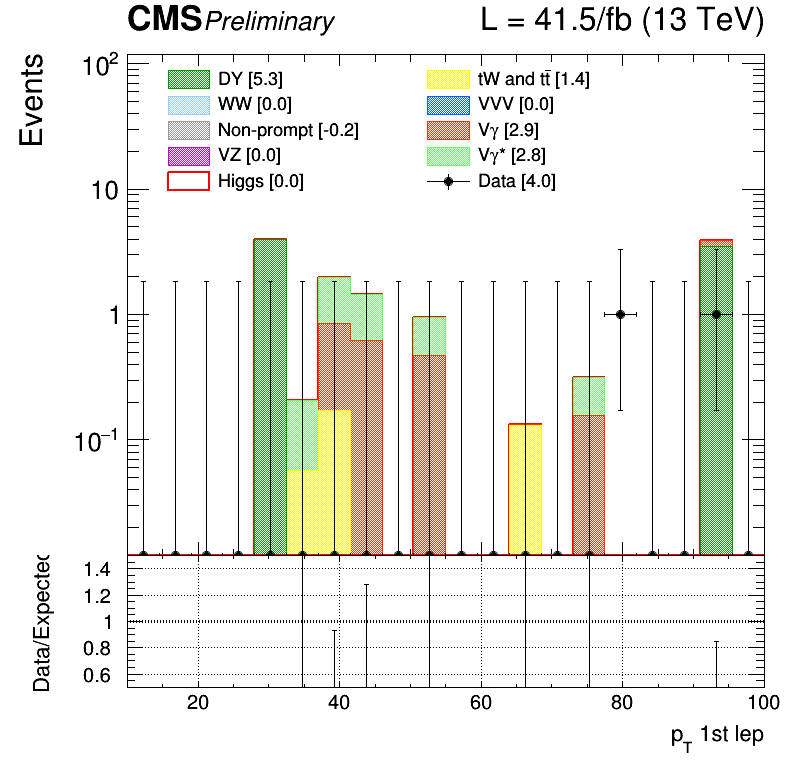 CMS Preliminary L = 41.5/fb (13 TeV)
Events
10²
10
1
10⁻¹
DY [5.3]
WW [0.0]
Non-prompt [-0.2]
VZ [0.0]
Higgs [0.0]
tW and tt̄ [1.4]
VVV [0.0]
Vγ [2.9]
Vγ* [2.8]
Data [4.0]
Data/Expected
1.4
1.2
1
0.8
0.6
20 40 60 80 100
p_T 1st lep